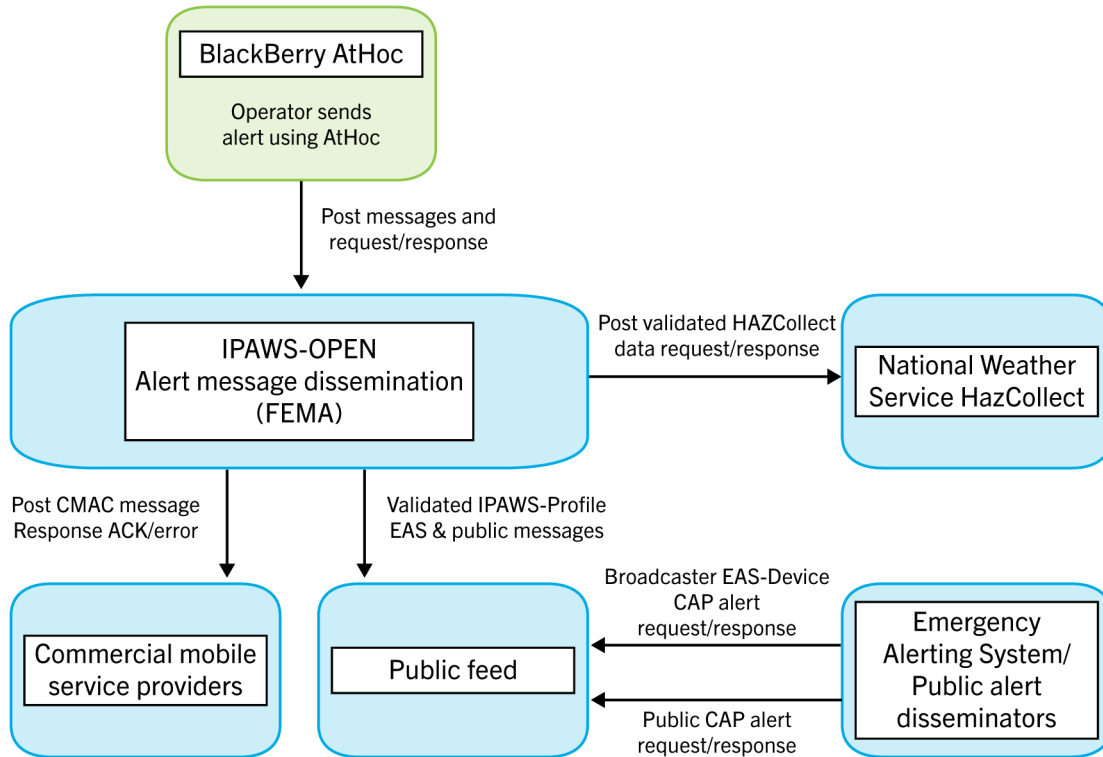 BlackBerry AtHoc
Operator sends
alert using AtHoc
Post messages and
request/response
IPAWS-OPEN
Alert message dissemination
(FEMA)
Post validated HAZCollect
data request/response
National Weather
Service HazCollect
Post CMAC message
Response ACK/error
Validated IPAWS-Profile
EAS & public messages
Commercial mobile
service providers
Public feed
Broadcaster EAS-Device
CAP alert
request/response
Public CAP alert
request/response
Emergency
Alerting System/
Public alert
disseminators